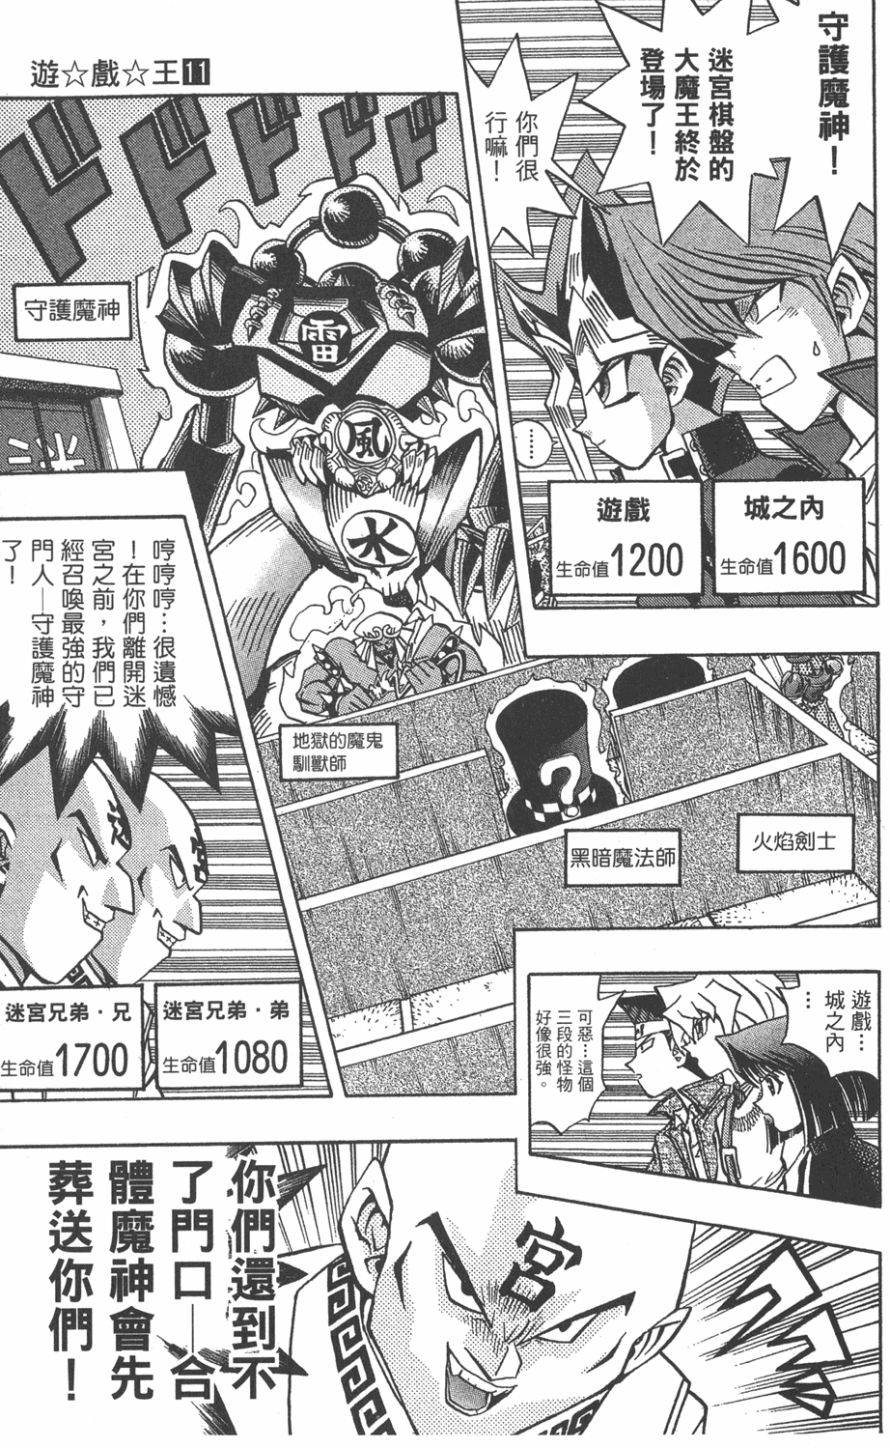 遊☆戲☆王11
守護魔神！
迷宮棋盤的
大魔王終於
登場了！
你們很
行嘛！
ドドドドド
守護魔神
雷
風
水
迷
……
城之內
生命值1600
遊戲
生命值1200
地獄的魔鬼
馴獸師
黑暗魔法師
火焰劍士
?
哼哼哼…很遺憾
！在你們離開迷
宮之前，我們已
經召喚最強的守
門人—守護魔神
了！
迷
宮
迷宮兄弟．兄
生命值1700
迷宮兄弟．弟
生命值1080
遊戲…
城之內
…
可惡…這個
三段的怪物
好像很強。
宮
你們還到不
了門口—合
體魔神會先
葬送你們！